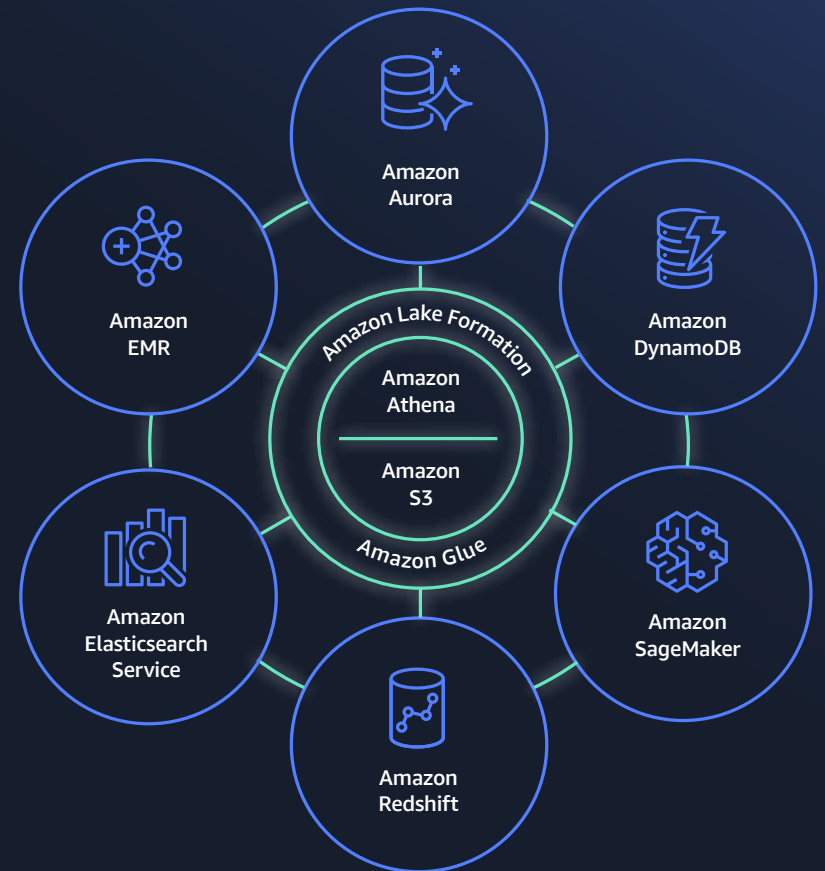 Amazon
Aurora
Amazon
EMR
Amazon
DynamoDB
Amazon Lake Formation
Amazon
Athena
Amazon
S3
Amazon Glue
Amazon
Elasticsearch
Service
Amazon
SageMaker
Amazon
Redshift